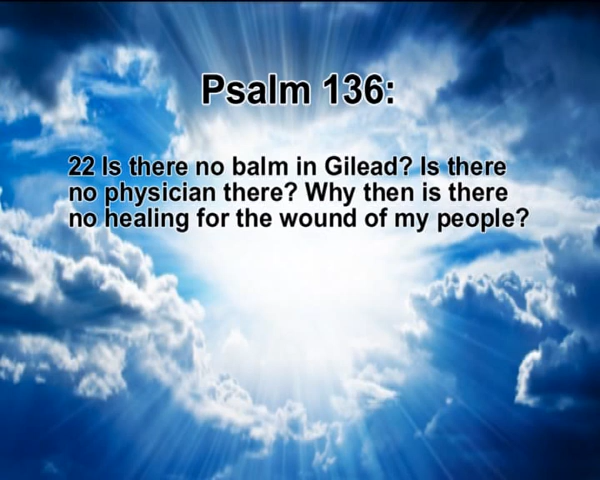 Psalm 136:
22 Is there no balm in Gilead? Is there
no physician there? Why then is there
no healing for the wound of my people?